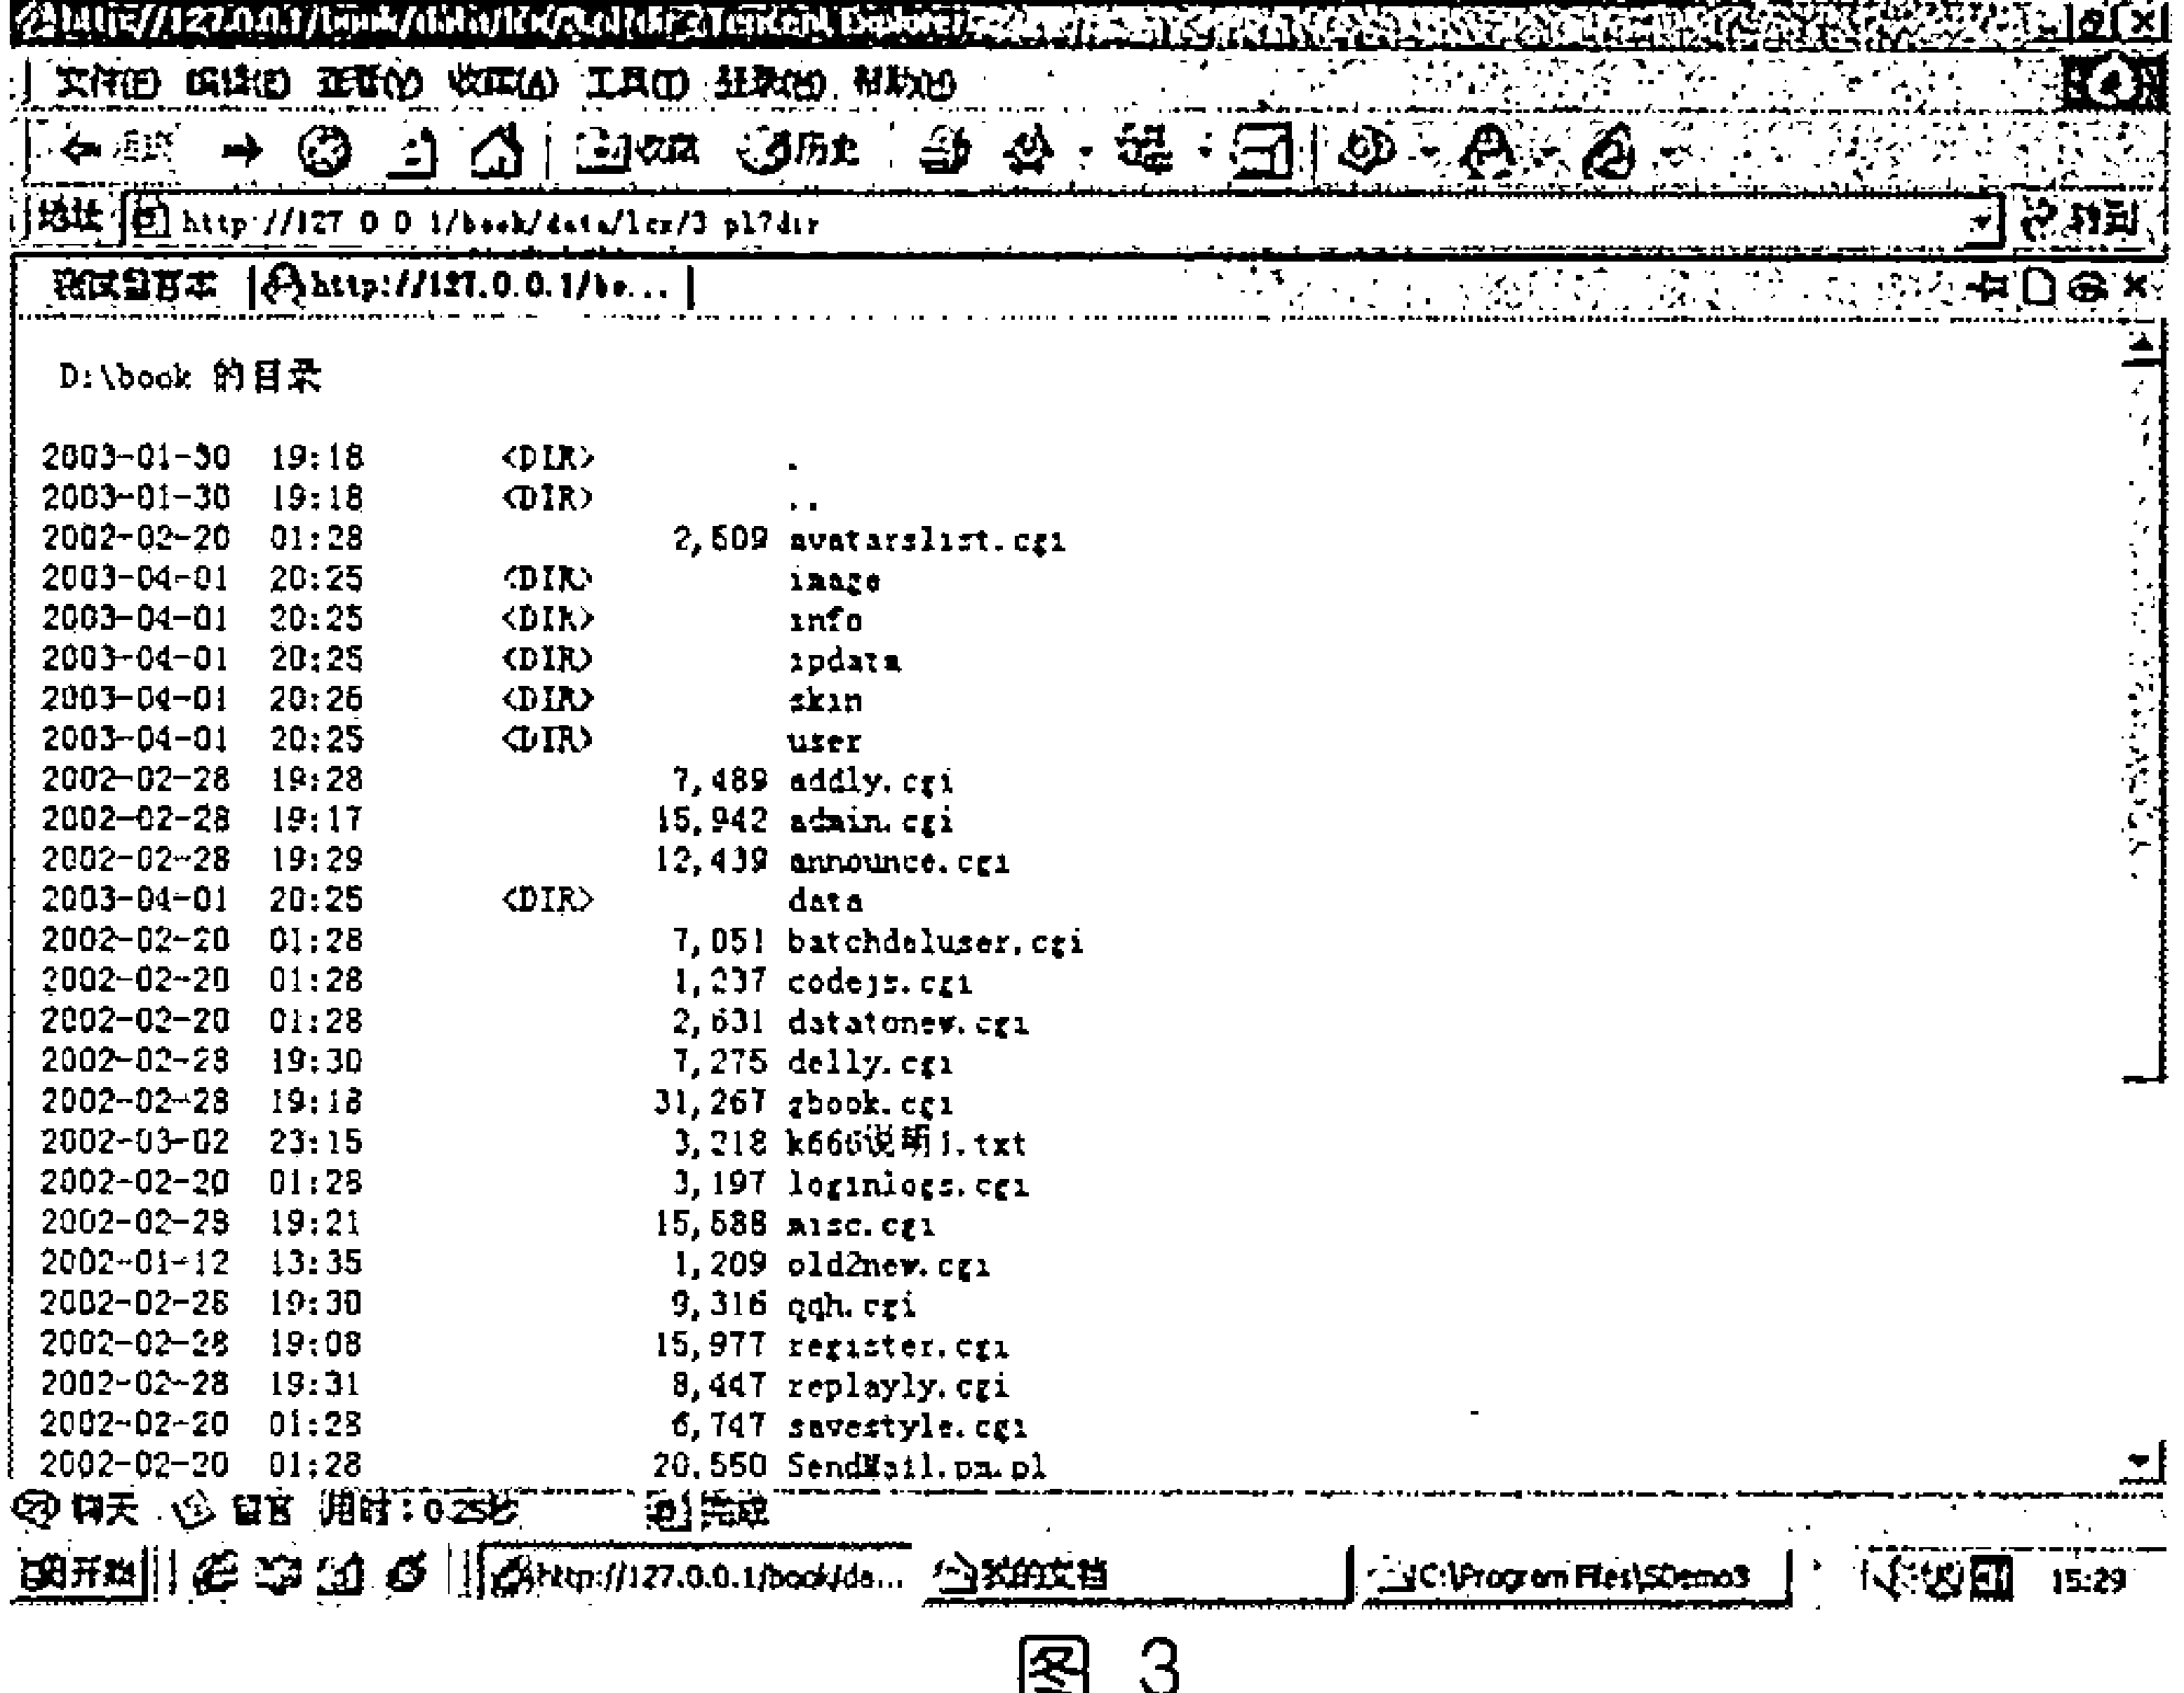 文件(F) 编辑(E) 查看(V) 收藏(A) 工具(T) 帮助(H)
收藏 历史
地址 http://127 0 0 1/book/data/lcx/3 pl?dir
http://127.0.0.1/bo...
D:\book 的目录
2003-01-30 19:18 <DIR> .
2003-01-30 19:18 <DIR> ..
2002-02-20 01:28 avatarslist.cgi
2003-04-01 20:25 <DIR> image
2003-04-01 20:25 <DIR> info
2003-04-01 20:25 <DIR> ipdata
2003-04-01 20:26 <DIR> skin
2003-04-01 20:25 <DIR> user
2002-02-28 19:28 7,489 addly.cgi
2002-02-28 19:17 15,942 admin.cgi
2002-02-28 19:29 12,439 announce.cgi
2003-04-01 20:25 <DIR> data
2002-02-20 01:28 7,051 batchdeluser.cgi
2002-02-20 01:28 1,237 codejs.cgi
2002-02-20 01:28 2,631 datatonew.cgi
2002-02-28 19:30 7,275 delly.cgi
2002-02-28 19:18 31,267 gbook.cgi
2002-03-02 23:15 3,218 k666说明1.txt
2002-02-20 01:28 3,197 loginlogs.cgi
2002-02-28 19:21 misc.cgi
2002-01-12 13:35 1,209 old2new.cgi
2002-02-28 19:30 9,316 qqh.cgi
2002-02-28 19:08 15,977 register.cgi
2002-02-28 19:31 8,447 replayly.cgi
2002-02-20 01:28 6,747 savestyle.cgi
2002-02-20 01:28 20,550 SendMail.pm.pl
聊天 留言 用时:0.25秒 完成
开始 http://127.0.0.1/book/da... 我的文档 C:\Program Files\SDemo3 15:29
图 3